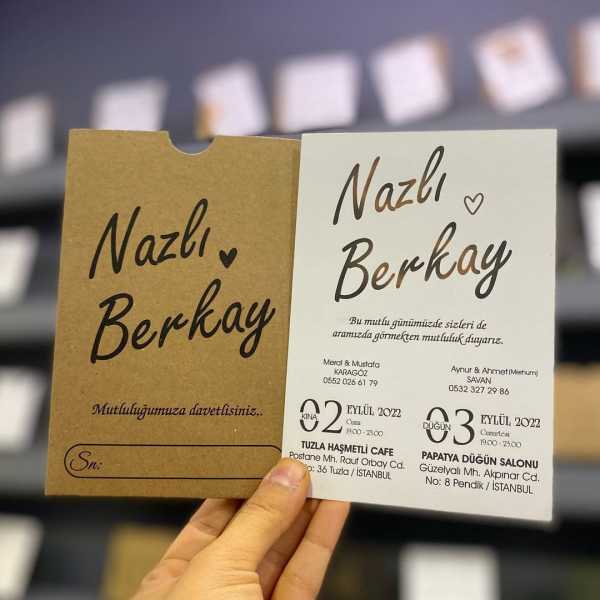 Nazlı
Berkay
Mutluluğumuza davetlisiniz..
Sn:
Nazlı
Berkay
Bu mutlu günümüzde sizleri de
aramızda görmekten mutluluk duyarız.
Meral & Mustafa
KARAGÖZ
0552 026 61 79
Aynur & Ahmet(Merhum)
SAVAN
0532 327 29 86
02 KINA
EYLÜL 2022
Cuma
19:00 - 23:00
TUZLA HAŞMETLİ CAFE
Postane Mh. Rauf Orbay Cd.
No: 36 Tuzla / İSTANBUL
03 DÜĞÜN
EYLÜL 2022
Cumartesi
19:00 - 23:00
PAPATYA DÜĞÜN SALONU
Güzelyalı Mh. Akpınar Cd.
No: 8 Pendik / İSTANBUL